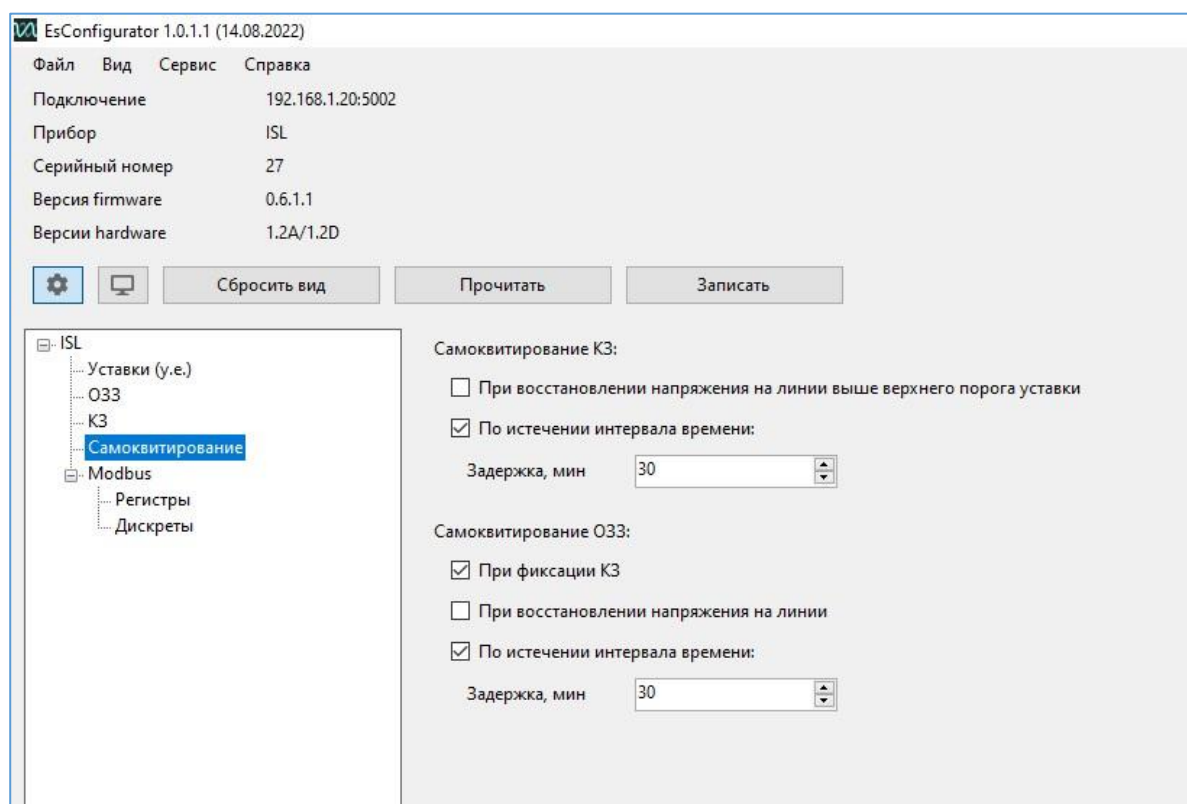 EsConfigurator 1.0.1.1 (14.08.2022)
Файл Вид Сервис Справка
Подключение 192.168.1.20:5002
Прибор ISL
Серийный номер 27
Версия firmware 0.6.1.1
Версии hardware 1.2A/1.2D
Сбросить вид Прочитать Записать
ISL
Уставки (у.е.)
ОЗЗ
КЗ
Самоквитирование
Modbus
Регистры
Дискреты
Самоквитирование КЗ:
При восстановлении напряжения на линии выше верхнего порога уставки
По истечении интервала времени:
Задержка, мин 30
Самоквитирование ОЗЗ:
При фиксации КЗ
При восстановлении напряжения на линии
По истечении интервала времени:
Задержка, мин 30